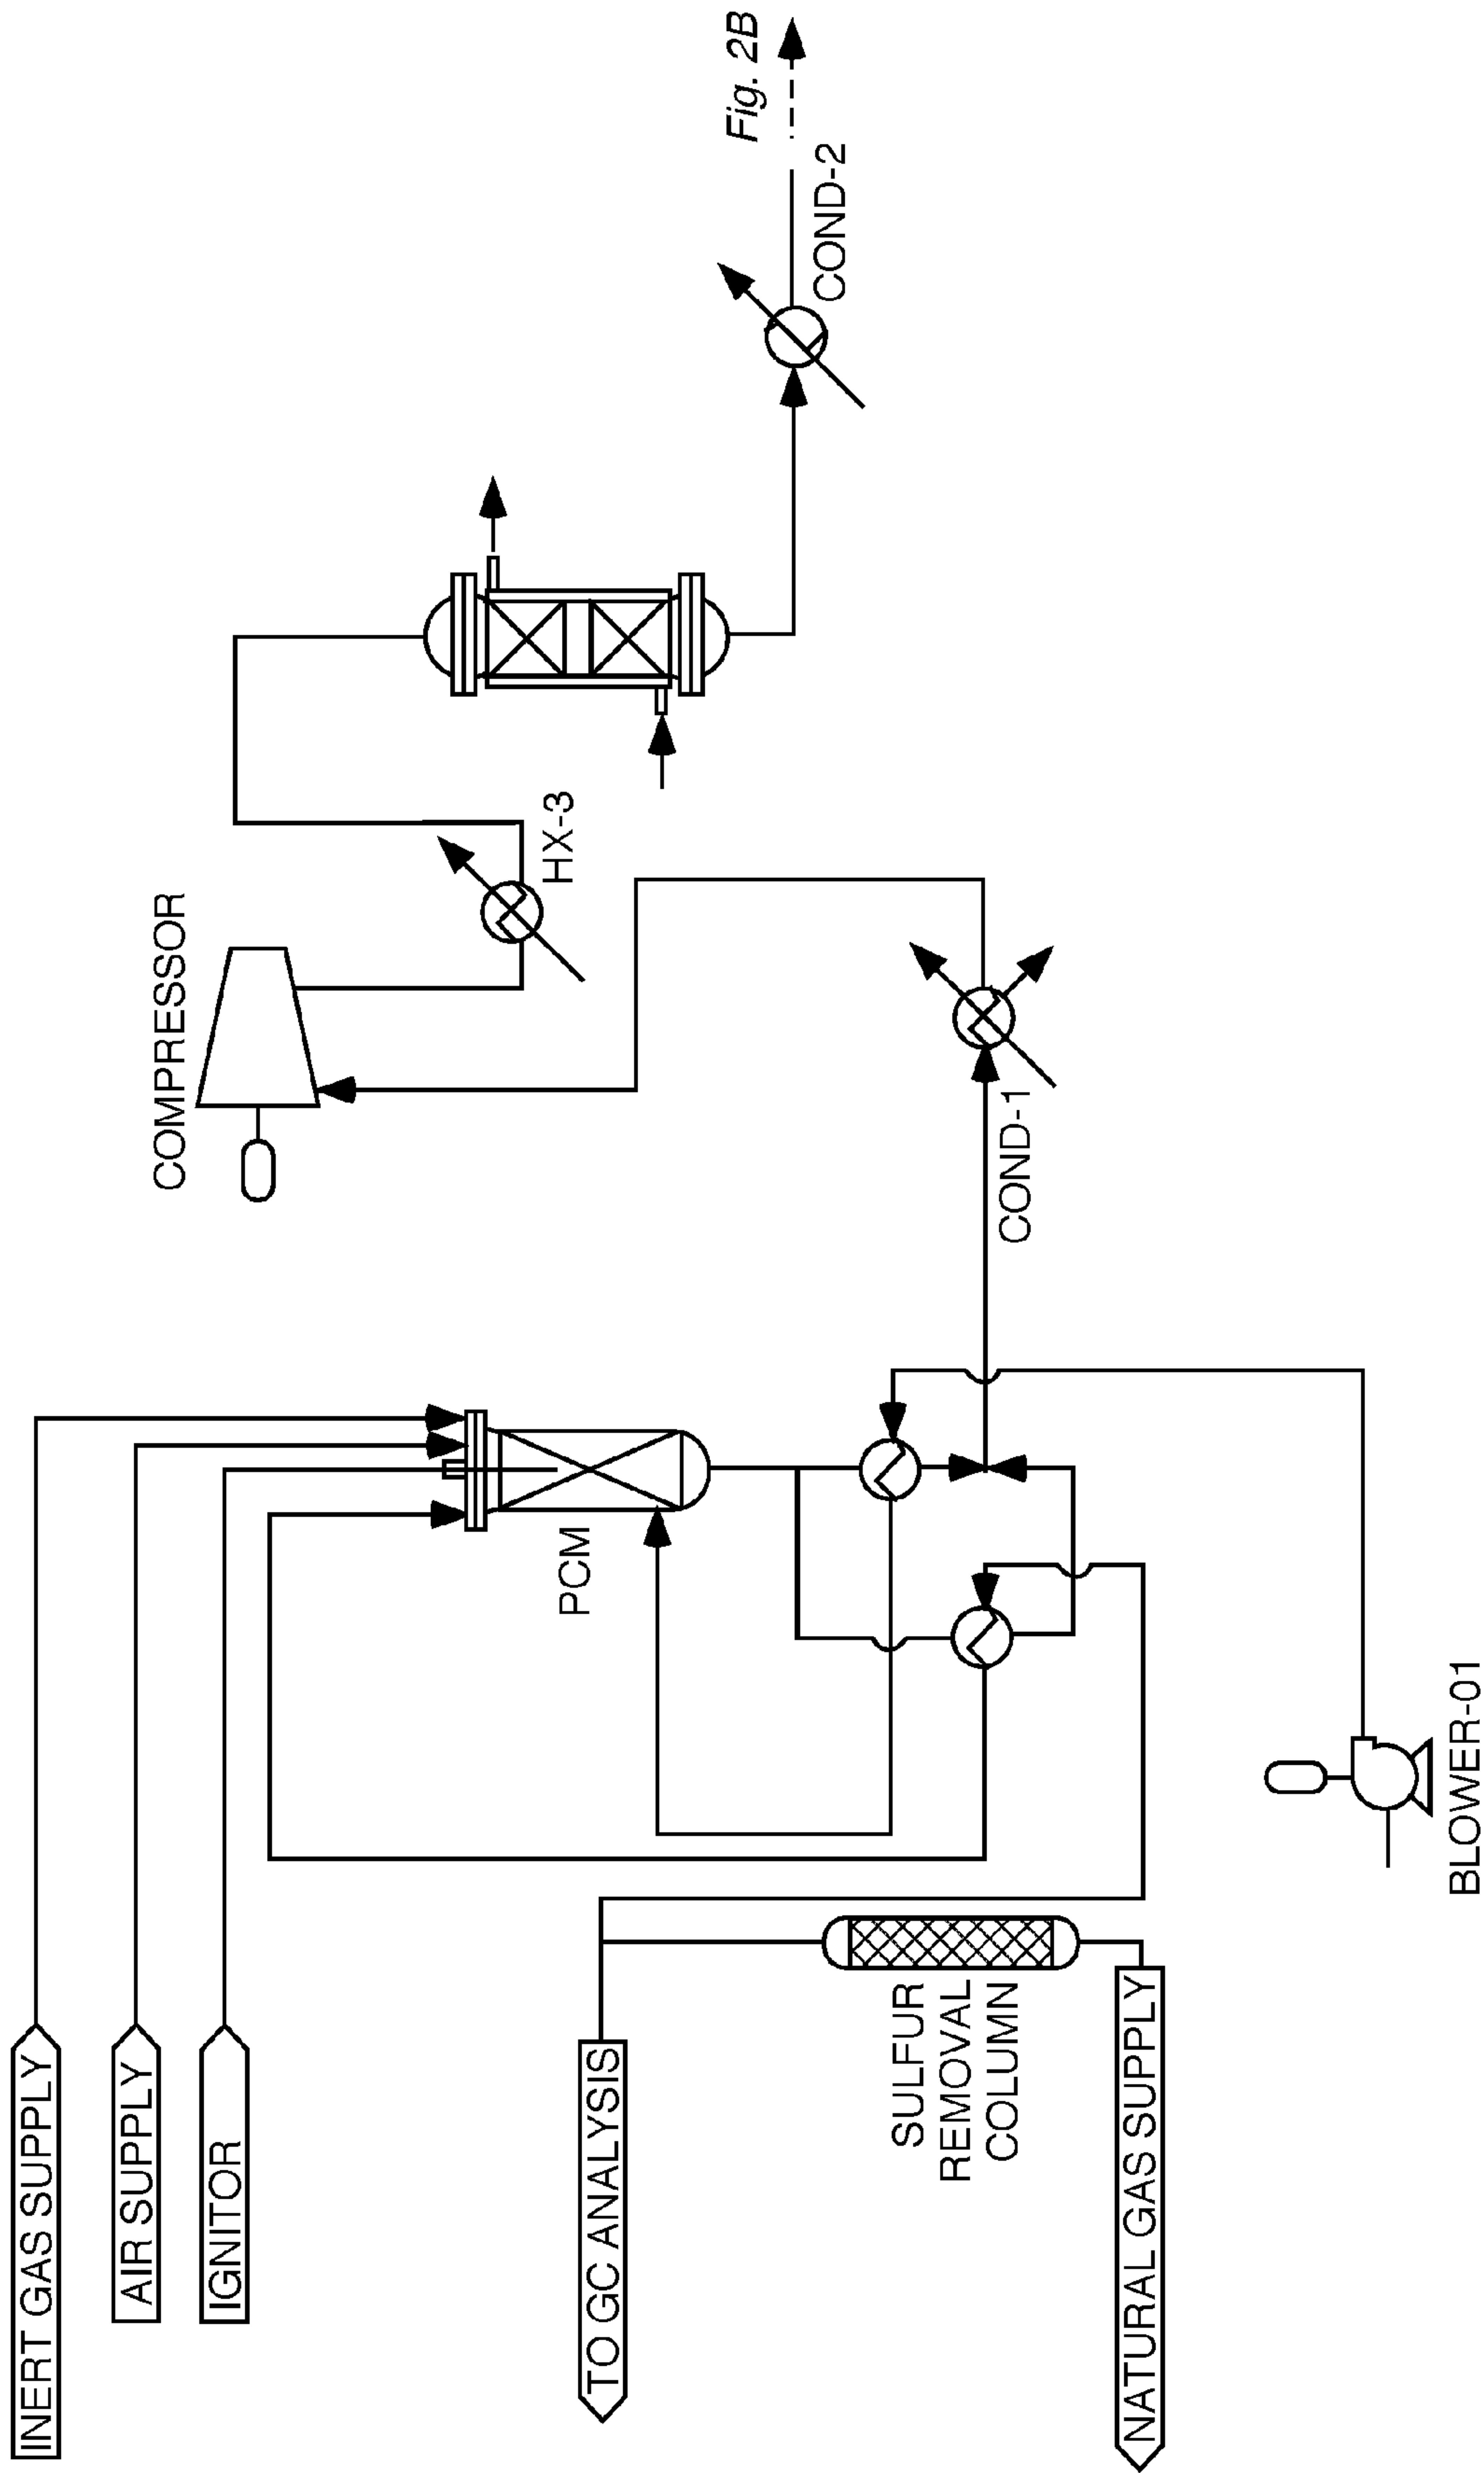 INERT GAS SUPPLY
AIR SUPPLY
IGNITOR
TO GC ANALYSIS
SULFUR
REMOVAL
COLUMN
NATURAL GAS SUPPLY
BLOWER-01
PCM
COND-1
COMPRESSOR
HX-3
COND-2
Fig. 2B